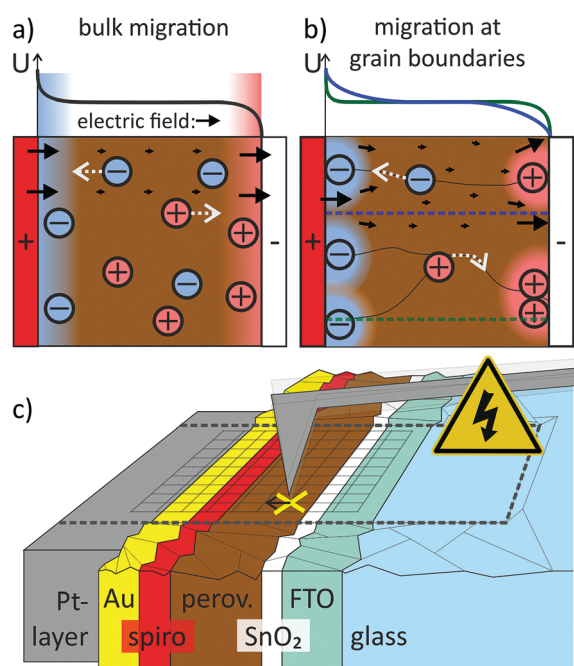 a)
bulk migration
U
electric field:
+
-
b)
migration at
grain boundaries
U
+
-
c)
Pt-
layer
Au
spiro
perov.
SnO₂
FTO
glass